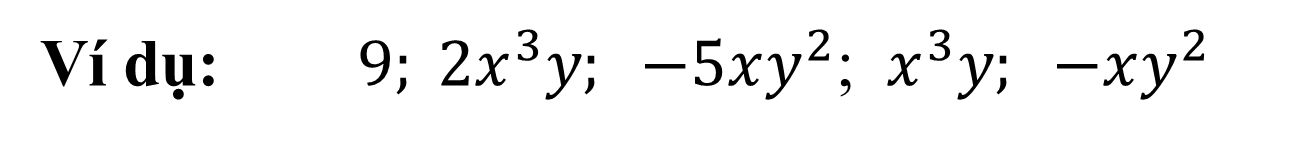 Ví dụ: 9; 2x³y; −5xy²; x³y; −xy²